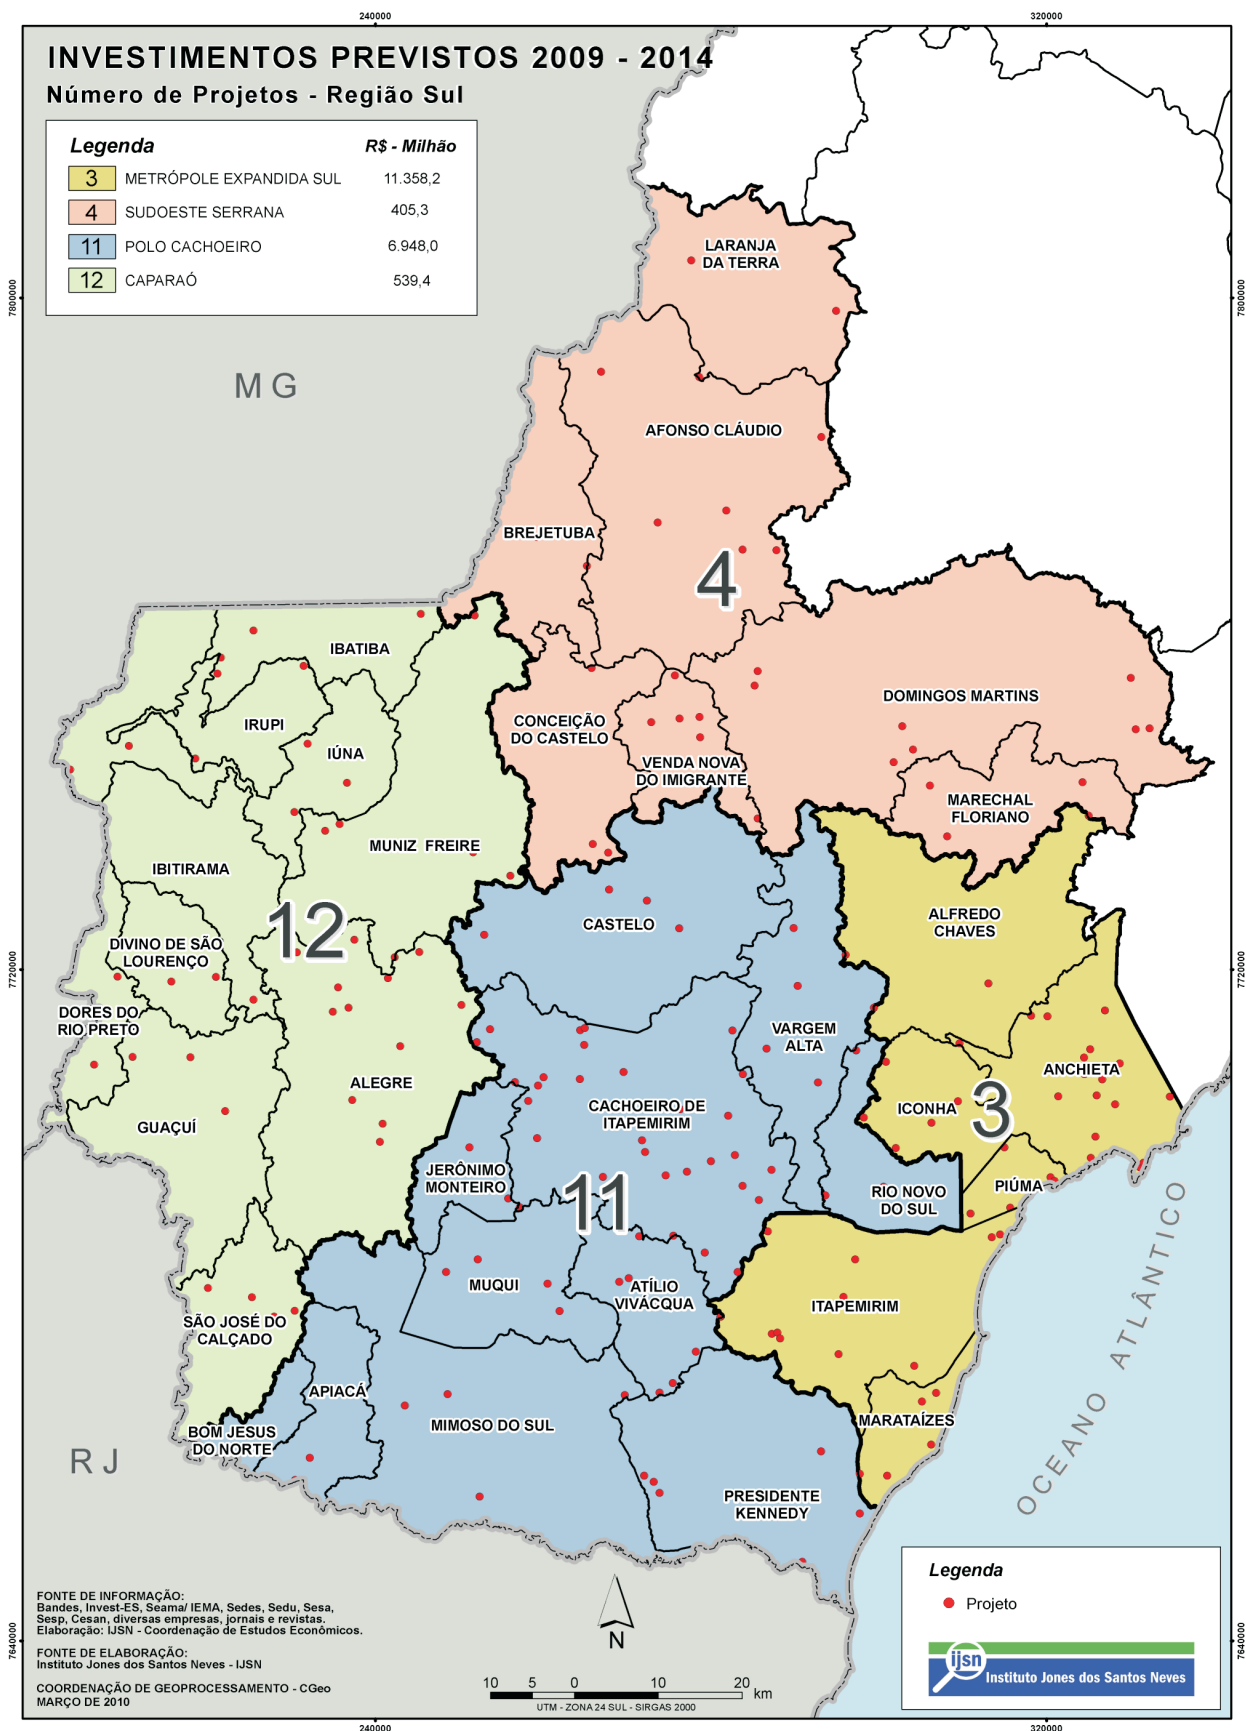 240000
320000
INVESTIMENTOS PREVISTOS 2009 - 2014
Número de Projetos - Região Sul
Legenda
R$ - Milhão
3 METRÓPOLE EXPANDIDA SUL 11.358,2
4 SUDOESTE SERRANA 405,3
11 POLO CACHOEIRO 6.948,0
12 CAPARAÓ 539,4
LARANJA
DA TERRA
7800000
7800000
MG
AFONSO CLÁUDIO
BREJETUBA
4
IBATIBA
DOMINGOS MARTINS
IRUPI
CONCEIÇÃO
DO CASTELO
IÚNA
VENDA NOVA
DO IMIGRANTE
MARECHAL
FLORIANO
MUNIZ FREIRE
IBITIRAMA
ALFREDO
CHAVES
CASTELO
12
DIVINO DE SÃO
LOURENÇO
7720000
7720000
DORES DO
RIO PRETO
VARGEM
ALTA
ANCHIETA
ALEGRE
CACHOEIRO DE
ITAPEMIRIM
ICONHA
3
GUAÇUÍ
JERÔNIMO
MONTEIRO
11
RIO NOVO
DO SUL
PIÚMA
MUQUI
ATÍLIO
VIVÁCQUA
ITAPEMIRIM
SÃO JOSÉ DO
CALÇADO
OCEANO ATLÂNTICO
APIACÁ
MIMOSO DO SUL
MARATAÍZES
BOM JESUS
DO NORTE
RJ
PRESIDENTE
KENNEDY
Legenda
Projeto
FONTE DE INFORMAÇÃO:
Bandes, Invest-ES, Seama/ IEMA, Sedes, Sedu, Sesa,
Sesp, Cesan, diversas empresas, jornais e revistas.
Elaboração: IJSN - Coordenação de Estudos Econômicos.
FONTE DE ELABORAÇÃO:
Instituto Jones dos Santos Neves - IJSN
COORDENAÇÃO DE GEOPROCESSAMENTO - CGeo
MARÇO DE 2010
N
10 5 0 10 20 km
UTM - ZONA 24 SUL - SIRGAS 2000
ijsn
Instituto Jones dos Santos Neves
7640000
7640000
240000
320000